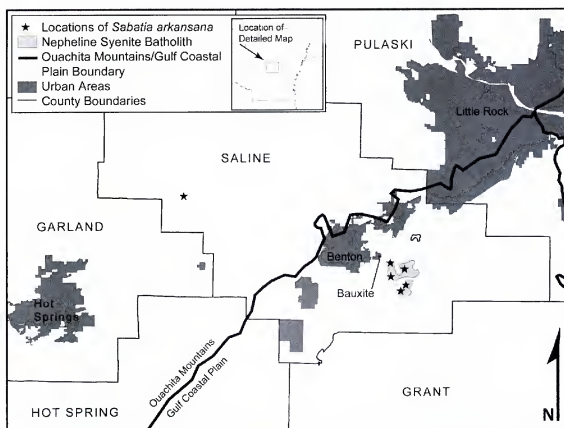 Locations of Sabatia arkansana
Nepheline Syenite Batholith
Ouachita Mountains/Gulf Coastal
Plain Boundary
Urban Areas
County Boundaries
Location of
Detailed Map
PULASKI
Little Rock
SALINE
GARLAND
Benton
Bauxite
Hot
Springs
Ouachita Mountains
Gulf Coastal Plain
GRANT
HOT SPRING
N